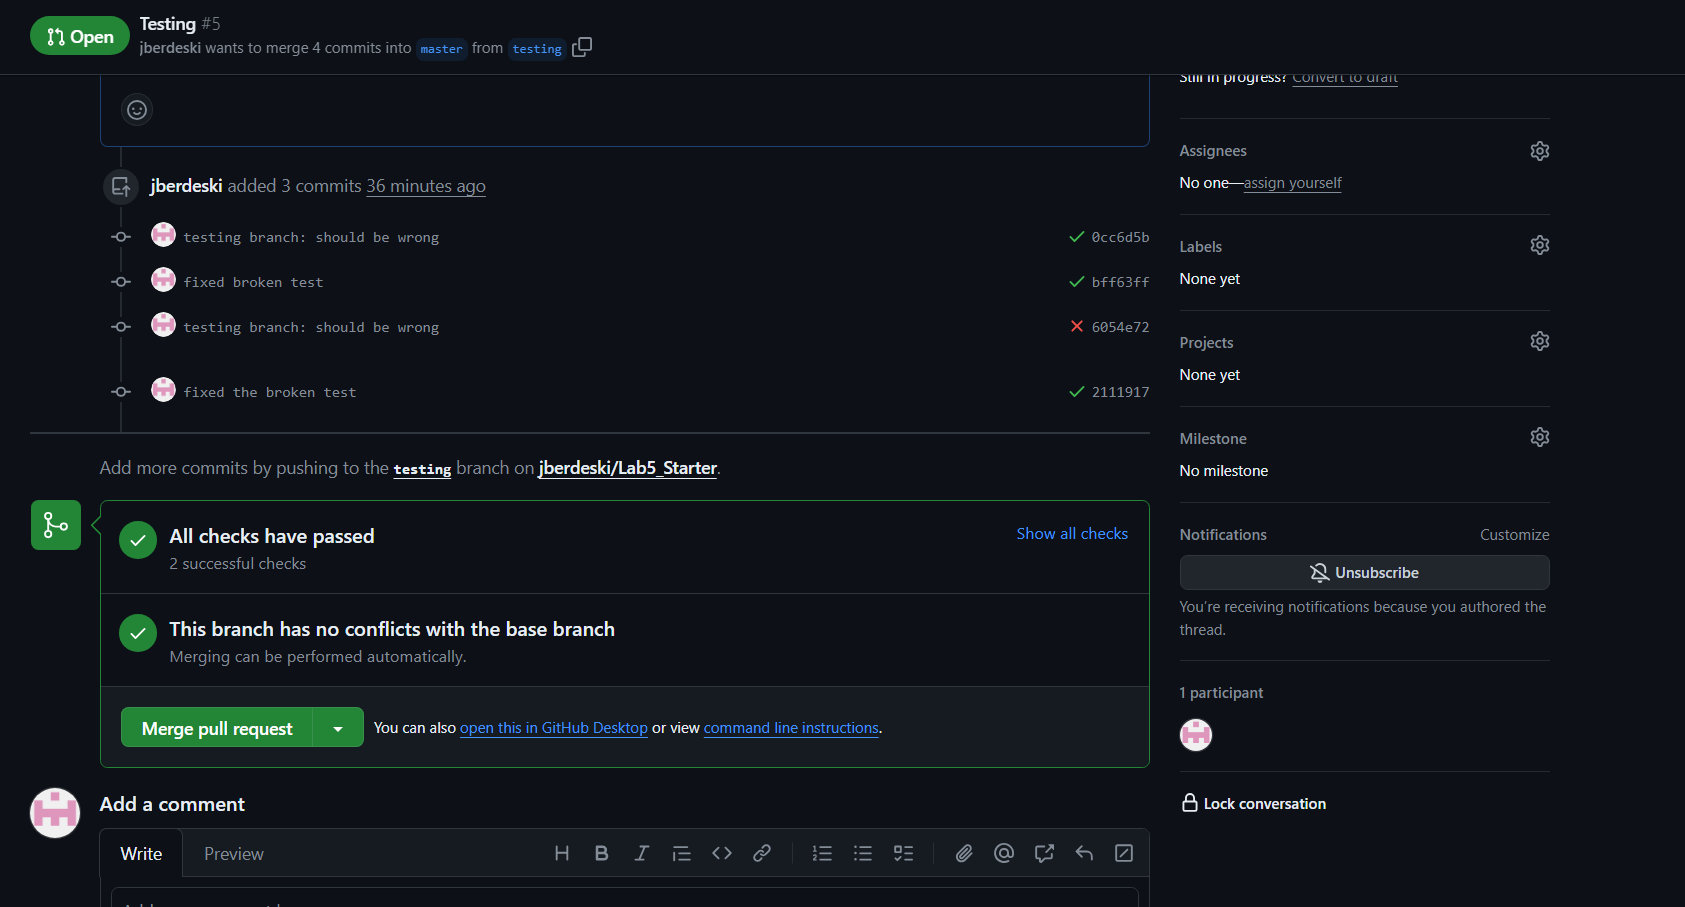 Open
Testing #5
jberdeski wants to merge 4 commits into master from testing
jberdeski added 3 commits 36 minutes ago
testing branch: should be wrong 0cc6d5b
fixed broken test bff63ff
testing branch: should be wrong 6054e72
fixed the broken test 2111917
Add more commits by pushing to the testing branch on jberdeski/Lab5_Starter.
All checks have passed
Show all checks
2 successful checks
This branch has no conflicts with the base branch
Merging can be performed automatically.
Merge pull request
You can also open this in GitHub Desktop or view command line instructions.
Add a comment
Write Preview
Still in progress? Convert to draft
Assignees
No one—assign yourself
Labels
None yet
Projects
None yet
Milestone
No milestone
Notifications Customize
Unsubscribe
You're receiving notifications because you authored the
thread.
1 participant
Lock conversation